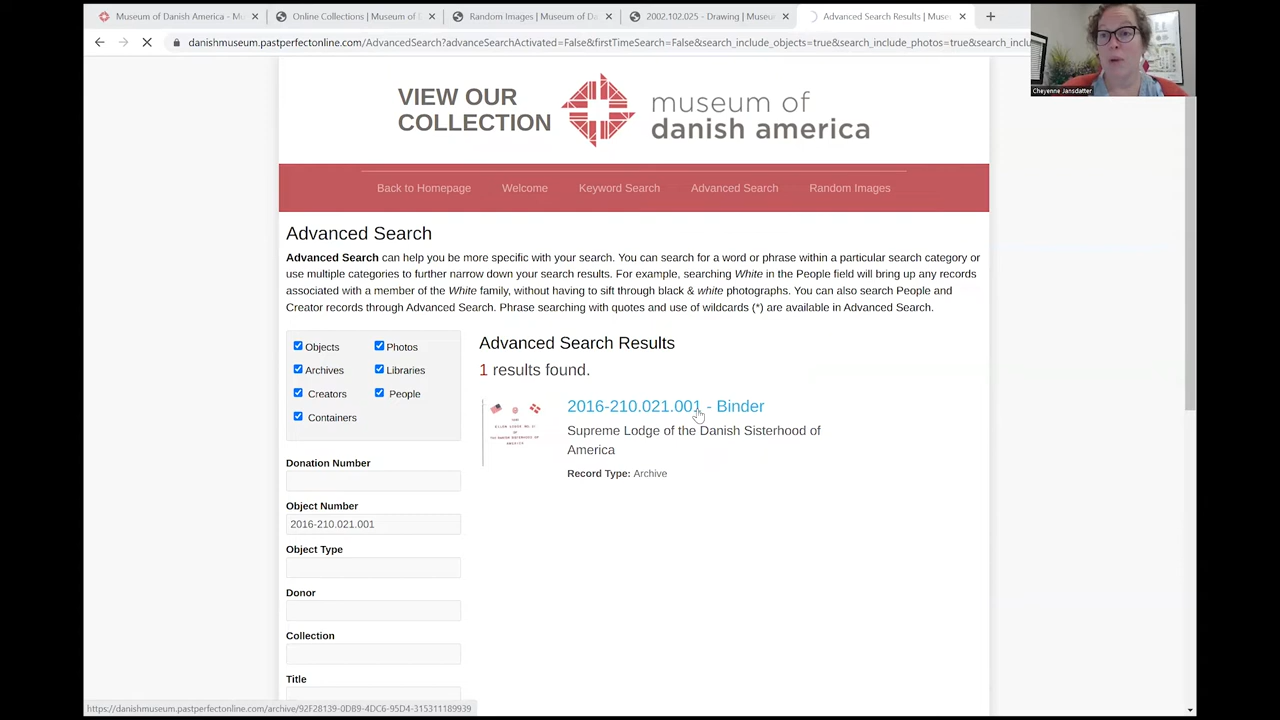 Museum of Danish America - Mu
Online Collections | Museum of D
Random Images | Museum of Da
2002.102.025 - Drawing | Museu
Advanced Search Results | Muse
danishmuseum.pastperfectonline.com/AdvancedSearch?advanceSearchActivated=False&firstTimeSearch=False&search_include_objects=true&search_include_photos=true&search_inclu
Cheyenne Jansdatter
VIEW OUR
COLLECTION
museum of
danish america
Back to Homepage Welcome Keyword Search Advanced Search Random Images
Advanced Search
Advanced Search can help you be more specific with your search. You can search for a word or phrase within a particular search category or
use multiple categories to further narrow down your search results. For example, searching White in the People field will bring up any records
associated with a member of the White family, without having to sift through black & white photographs. You can also search People and
Creator records through Advanced Search. Phrase searching with quotes and use of wildcards (*) are available in Advanced Search.
Objects Photos
Archives Libraries
Creators People
Containers
Donation Number
Object Number
2016-210.021.001
Object Type
Donor
Collection
Title
Advanced Search Results
1 results found.
2016-210.021.001 - Binder
Supreme Lodge of the Danish Sisterhood of
America
Record Type: Archive
https://danishmuseum.pastperfectonline.com/archive/92F28139-0DB9-4DC6-95D4-315311189939